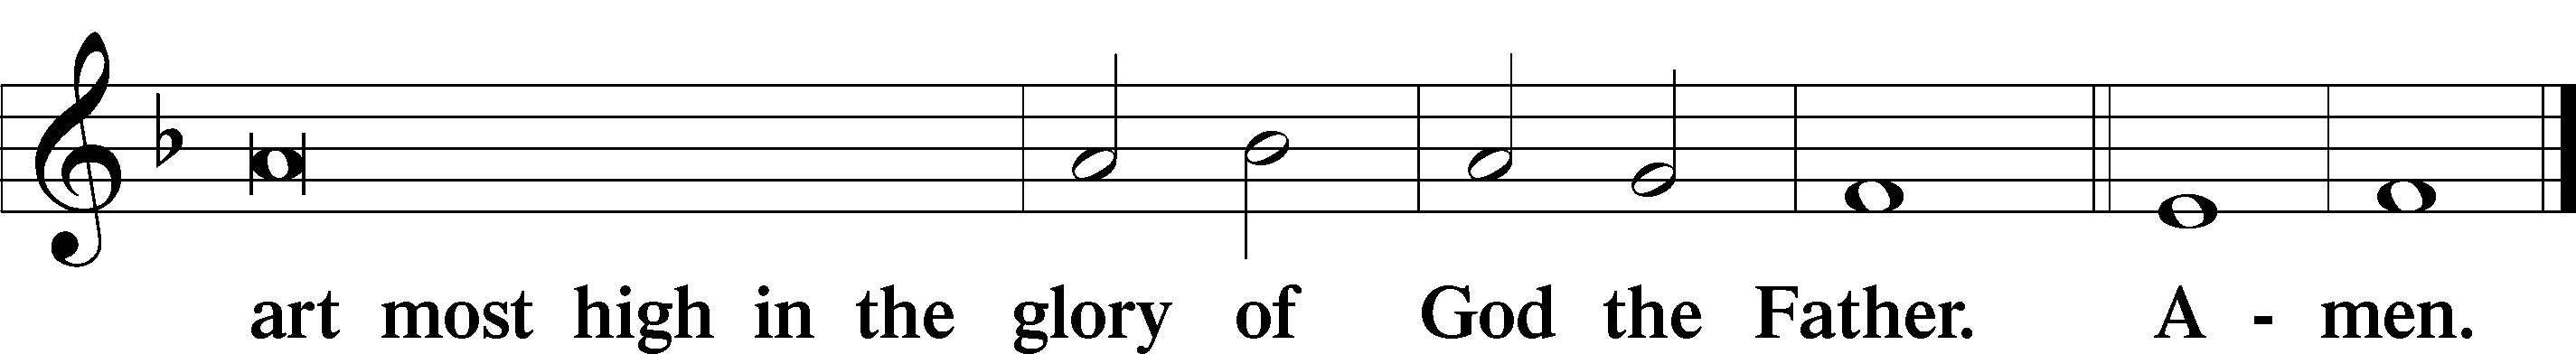 art most high in the glory of God the Father. A - men.